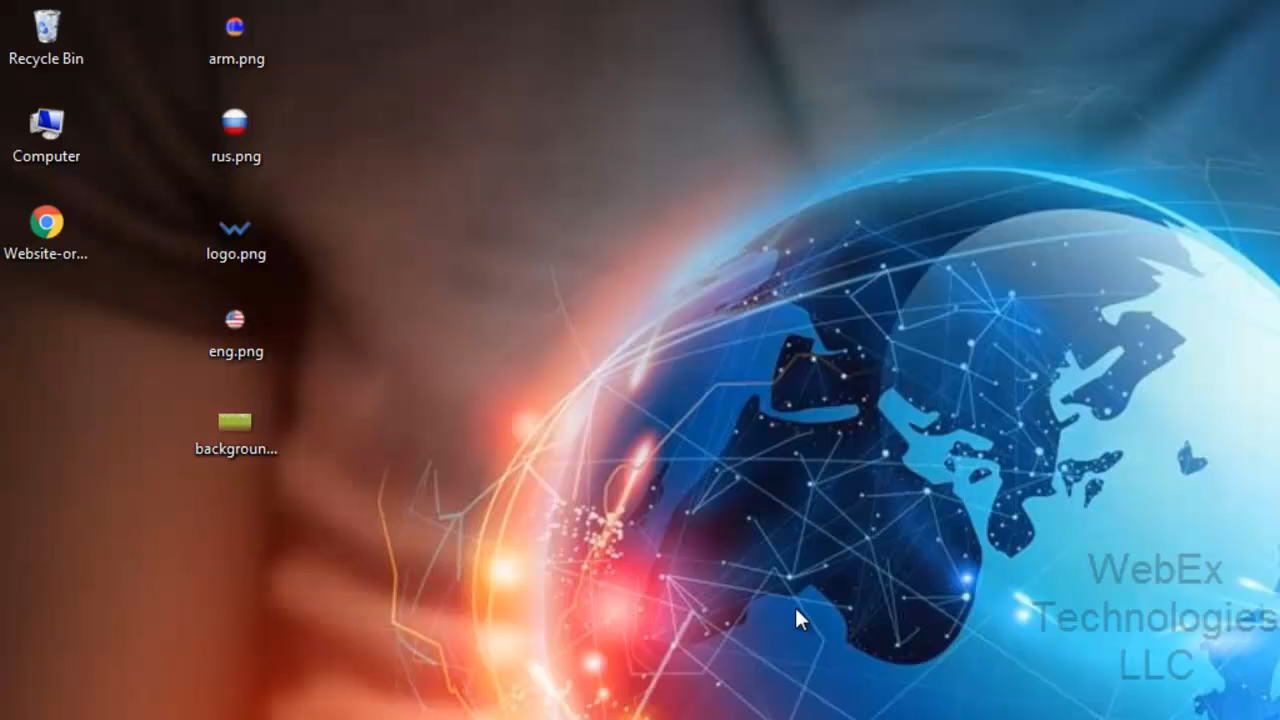 Recycle Bin
arm.png
Computer
rus.png
Website-or...
logo.png
eng.png
backgroun...
WebEx
Technologies
LLC